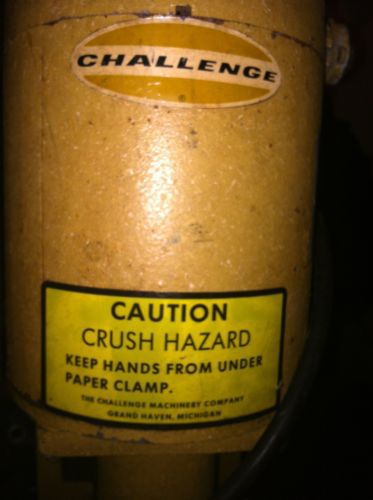 CHALLENGE
CAUTION
CRUSH HAZARD
KEEP HANDS FROM UNDER
PAPER CLAMP.
THE CHALLENGE MACHINERY COMPANY
GRAND HAVEN, MICHIGAN